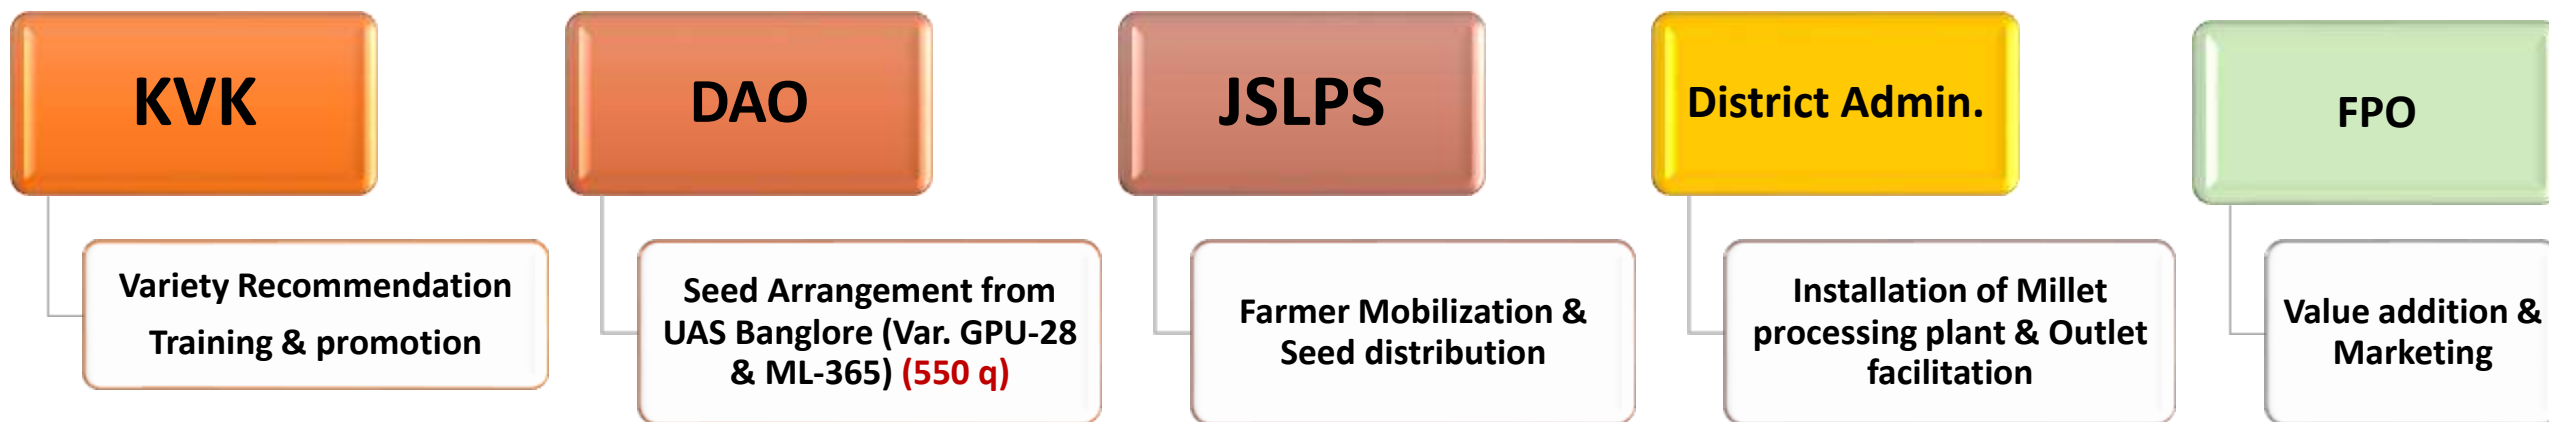 KVK
Variety Recommendation
Training & promotion
DAO
Seed Arrangement from
UAS Banglore (Var. GPU-28
& ML-365) (550 q)
JSLPS
Farmer Mobilization &
Seed distribution
District Admin.
Installation of Millet
processing plant & Outlet
facilitation
FPO
Value addition &
Marketing